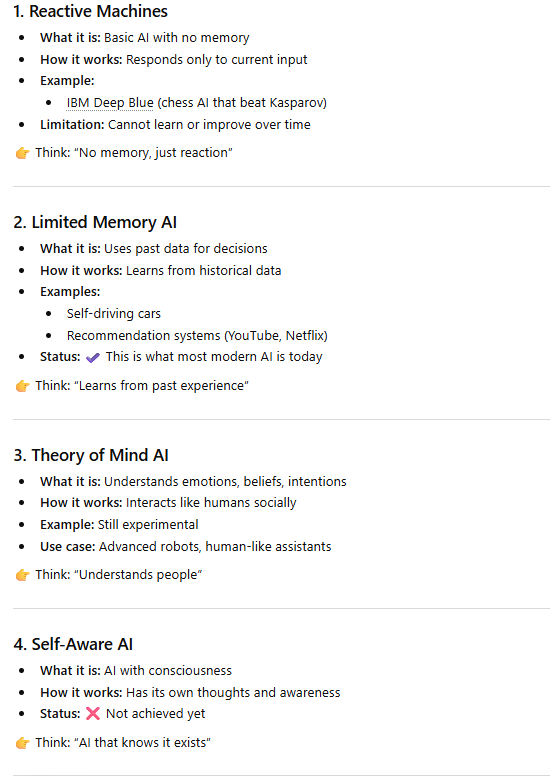 1. Reactive Machines
• What it is: Basic AI with no memory
• How it works: Responds only to current input
• Example:
• IBM Deep Blue (chess AI that beat Kasparov)
• Limitation: Cannot learn or improve over time
👉 Think: “No memory, just reaction”
2. Limited Memory AI
• What it is: Uses past data for decisions
• How it works: Learns from historical data
• Examples:
• Self-driving cars
• Recommendation systems (YouTube, Netflix)
• Status: ✔ This is what most modern AI is today
👉 Think: “Learns from past experience”
3. Theory of Mind AI
• What it is: Understands emotions, beliefs, intentions
• How it works: Interacts like humans socially
• Example: Still experimental
• Use case: Advanced robots, human-like assistants
👉 Think: “Understands people”
4. Self-Aware AI
• What it is: AI with consciousness
• How it works: Has its own thoughts and awareness
• Status: ❌ Not achieved yet
👉 Think: “AI that knows it exists”